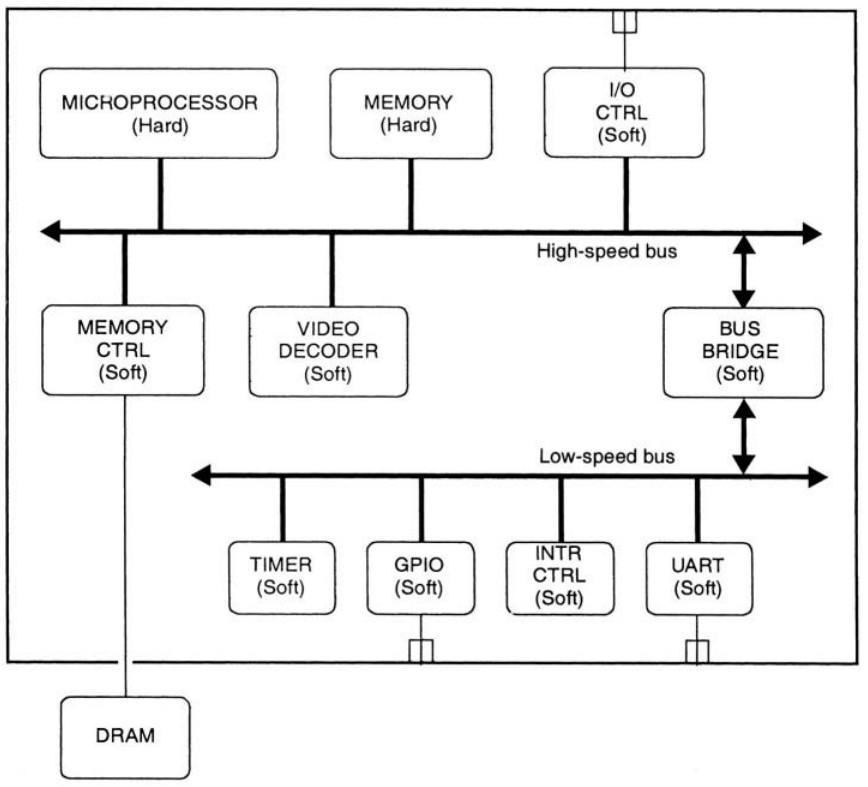 MICROPROCESSOR
(Hard)
MEMORY
(Hard)
I/O
CTRL
(Soft)
High-speed bus
MEMORY
CTRL
(Soft)
VIDEO
DECODER
(Soft)
BUS
BRIDGE
(Soft)
Low-speed bus
TIMER
(Soft)
GPIO
(Soft)
INTR
CTRL
(Soft)
UART
(Soft)
DRAM